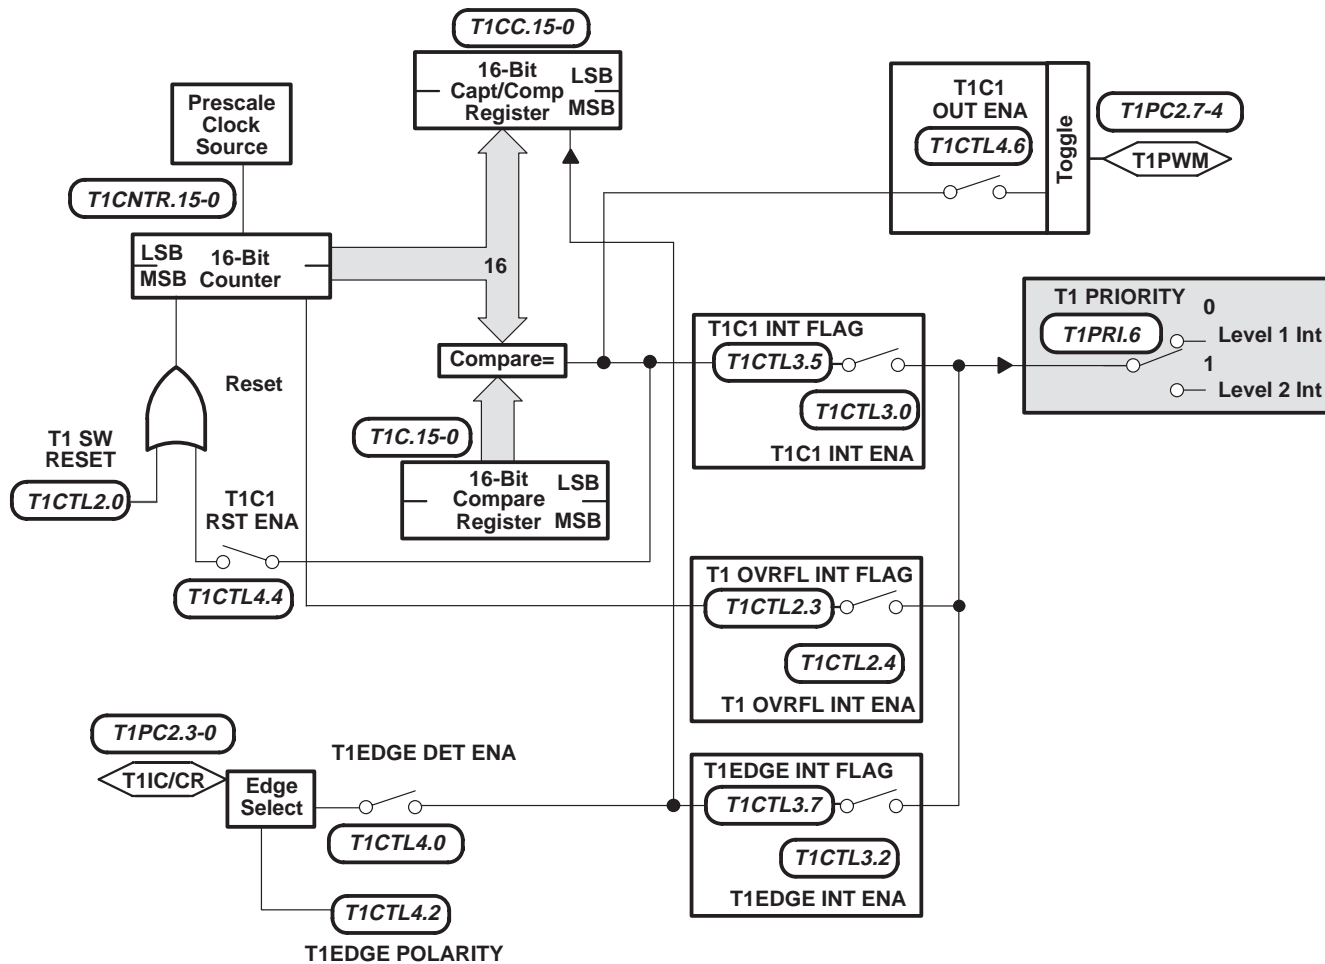 T1CC.15-0
16-Bit
Capt/Comp
Register
LSB
MSB
Prescale
Clock
Source
T1CNTR.15-0
LSB
MSB
16-Bit
Counter
16
T1C1
OUT ENA
T1CTL4.6
Toggle
T1PC2.7-4
T1PWM
T1 PRIORITY
T1PRI.6
0
Level 1 Int
1
Level 2 Int
T1C1 INT FLAG
T1CTL3.5
T1CTL3.0
T1C1 INT ENA
Compare=
Reset
T1C.15-0
16-Bit
Compare
Register
LSB
MSB
T1 SW
RESET
T1CTL2.0
T1C1
RST ENA
T1CTL4.4
T1 OVRFL INT FLAG
T1CTL2.3
T1CTL2.4
T1 OVRFL INT ENA
T1PC2.3-0
T1IC/CR
Edge
Select
T1EDGE DET ENA
T1CTL4.0
T1CTL4.2
T1EDGE POLARITY
T1EDGE INT FLAG
T1CTL3.7
T1CTL3.2
T1EDGE INT ENA